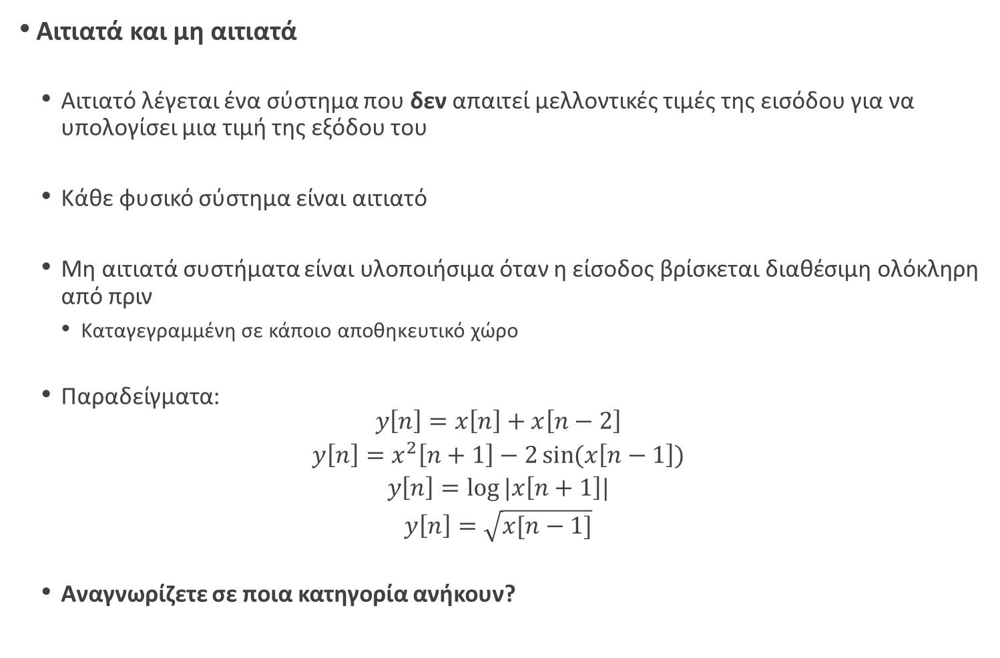 • Αιτιατά και μη αιτιατά
• Αιτιατό λέγεται ένα σύστημα που δεν απαιτεί μελλοντικές τιμές της εισόδου για να
υπολογίσει μια τιμή της εξόδου του
• Κάθε φυσικό σύστημα είναι αιτιατό
• Μη αιτιατά συστήματα είναι υλοποιήσιμα όταν η είσοδος βρίσκεται διαθέσιμη ολόκληρη
από πριν
• Καταγεγραμμένη σε κάποιο αποθηκευτικό χώρο
• Παραδείγματα:
y[n] = x[n] + x[n − 2]
y[n] = x²[n + 1] − 2 sin(x[n − 1])
y[n] = log |x[n + 1]|
y[n] = √x[n − 1]
• Αναγνωρίζετε σε ποια κατηγορία ανήκουν?